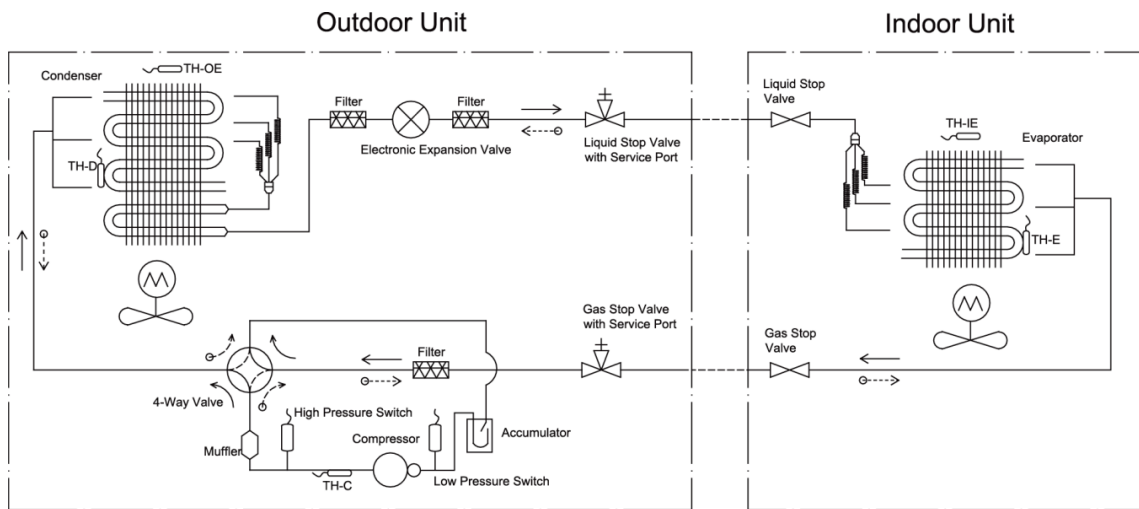 Outdoor Unit
Indoor Unit
Condenser
TH-OE
TH-D
Filter
Filter
Electronic Expansion Valve
Liquid Stop Valve
with Service Port
Liquid Stop
Valve
TH-IE
Evaporator
TH-E
Gas Stop Valve
with Service Port
Gas Stop
Valve
Filter
4-Way Valve
High Pressure Switch
Muffler
Compressor
Accumulator
TH-C
Low Pressure Switch